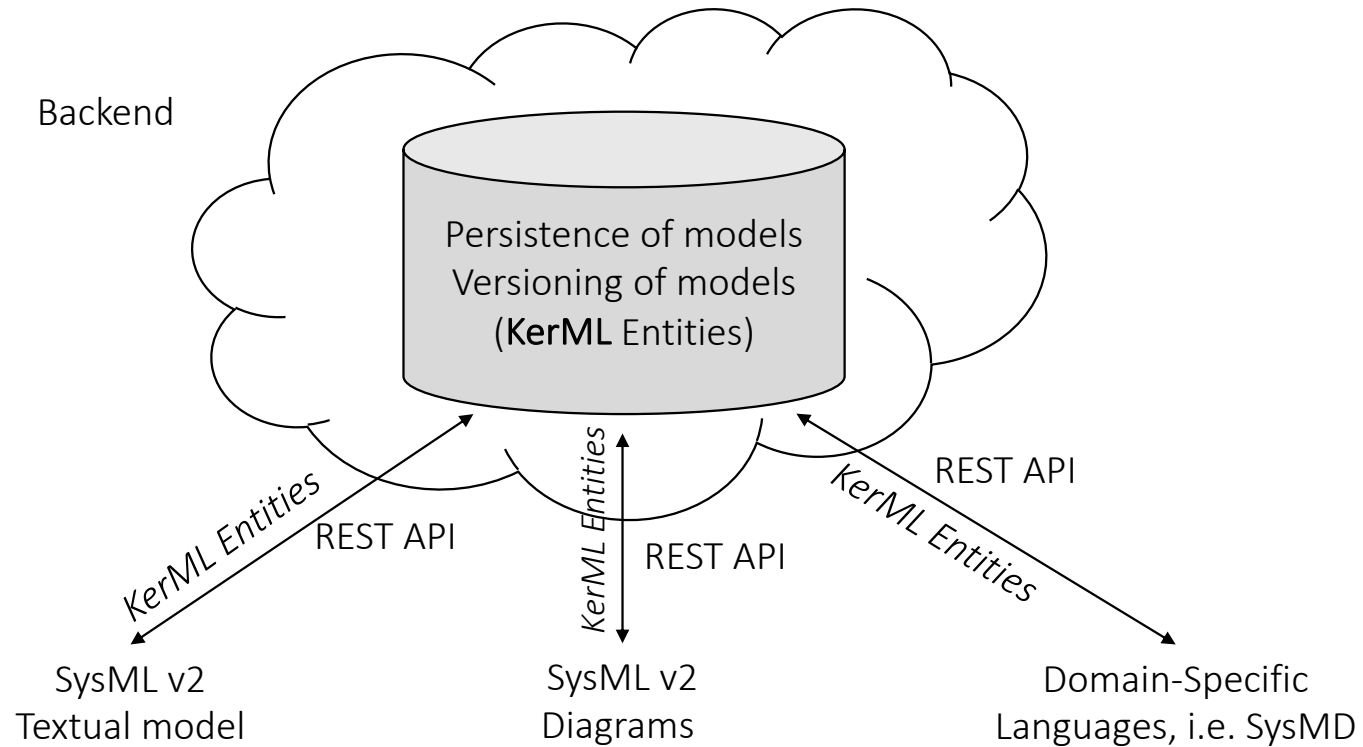 Backend
Persistence of models
Versioning of models
(KerML Entities)
KerML Entities
REST API
KerML Entities
REST API
REST API
KerML Entities
SysML v2
Textual model
SysML v2
Diagrams
Domain-Specific
Languages, i.e. SysMD